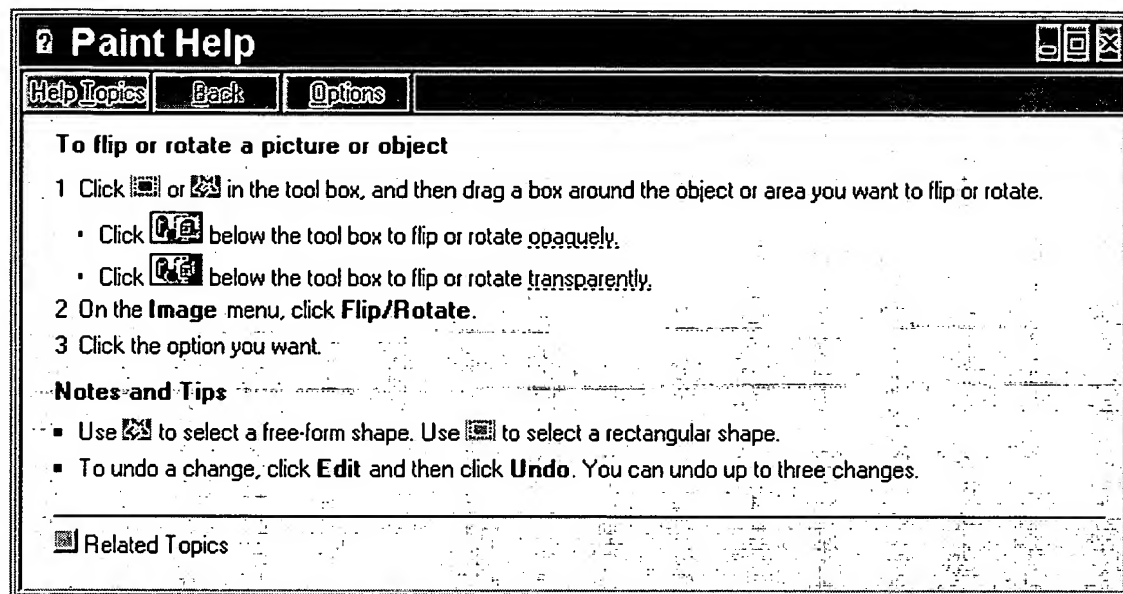 Paint Help
Help Topics Back Options
To flip or rotate a picture or object
1 Click or in the tool box, and then drag a box around the object or area you want to flip or rotate.
▪ Click below the tool box to flip or rotate opaquely.
▪ Click below the tool box to flip or rotate transparently.
2 On the Image menu, click Flip/Rotate.
3 Click the option you want.
Notes and Tips
▪ Use to select a free-form shape. Use to select a rectangular shape.
▪ To undo a change, click Edit and then click Undo. You can undo up to three changes.
Related Topics